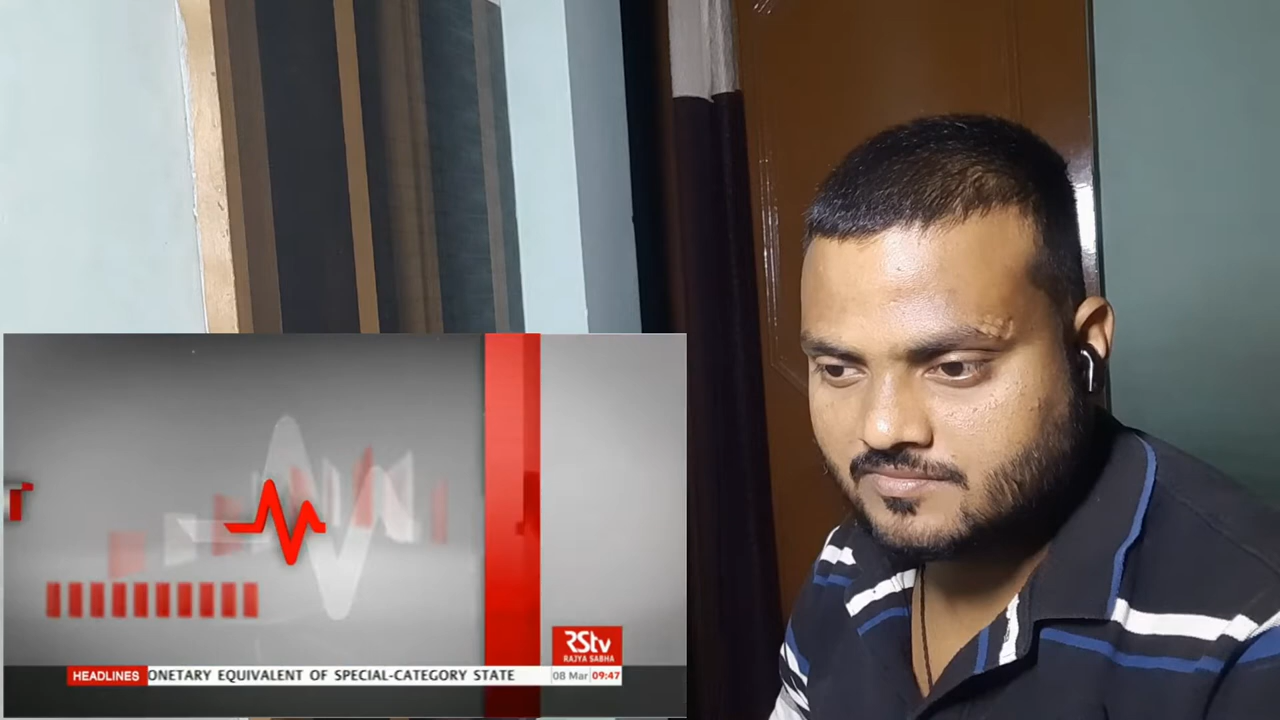 RStv
RAJYA SABHA
HEADLINES
ONETARY EQUIVALENT OF SPECIAL-CATEGORY STATE
08 Mar 09:47